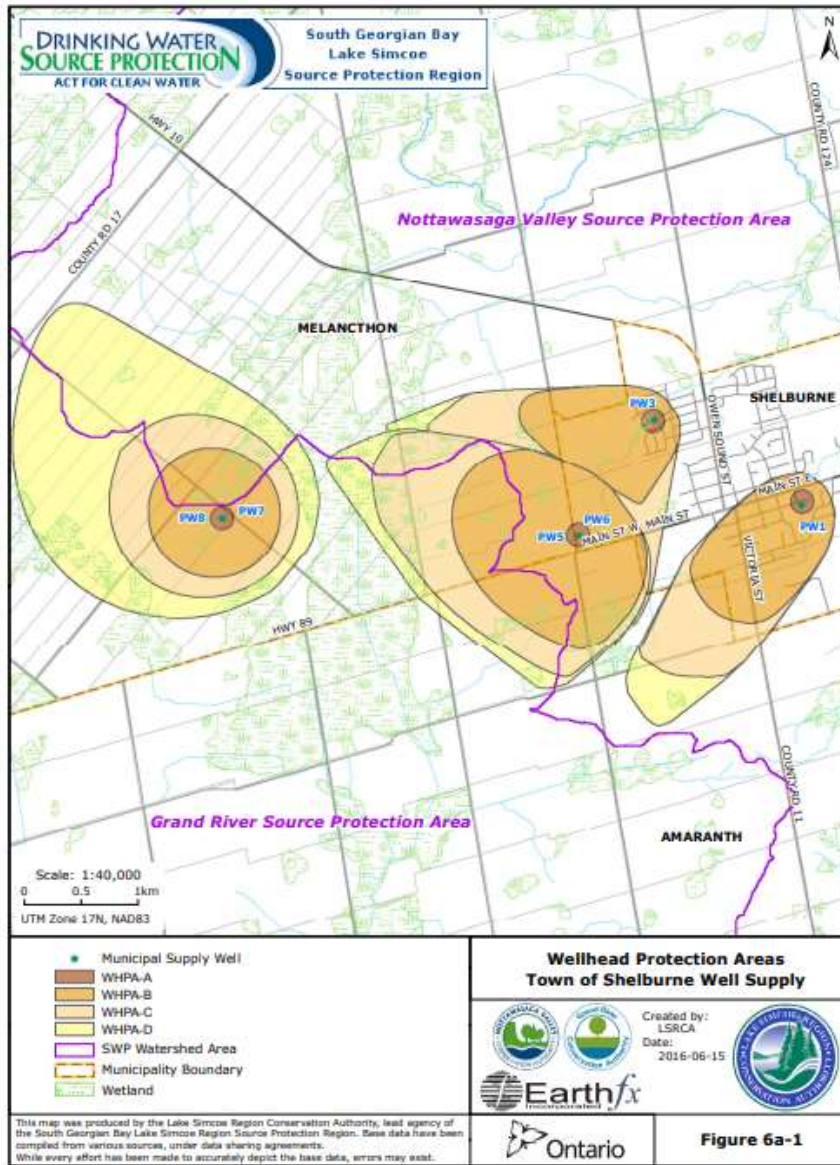 DRINKING WATER
SOURCE PROTECTION
ACT FOR CLEAN WATER
South Georgian Bay
Lake Simcoe
Source Protection Region
N
HWY 10
COUNTY RD 124
COUNTY RD 17
Nottawasaga Valley Source Protection Area
MELANCTHON
SHELBURNE
PW3
OWEN SOUND ST
MAIN ST E
PW8
PW7
PW6
PW5
MAIN ST W
MAIN ST
PW1
VICTORIA ST
HWY 89
COUNTY RD 11
Grand River Source Protection Area
AMARANTH
Scale: 1:40,000
0 0.5 1km
UTM Zone 17N, NAD83
Municipal Supply Well
WHPA-A
WHPA-B
WHPA-C
WHPA-D
SWP Watershed Area
Municipality Boundary
Wetland
Wellhead Protection Areas
Town of Shelburne Well Supply
Created by:
LSRCA
Date:
2016-06-15
Earthfx
Incorporated
This map was produced by the Lake Simcoe Region Conservation Authority, lead agency of
the South Georgian Bay Lake Simcoe Region Source Protection Region. Base data have been
compiled from various sources, under data sharing agreements.
While every effort has been made to accurately depict the base data, errors may exist.
Ontario
Figure 6a-1